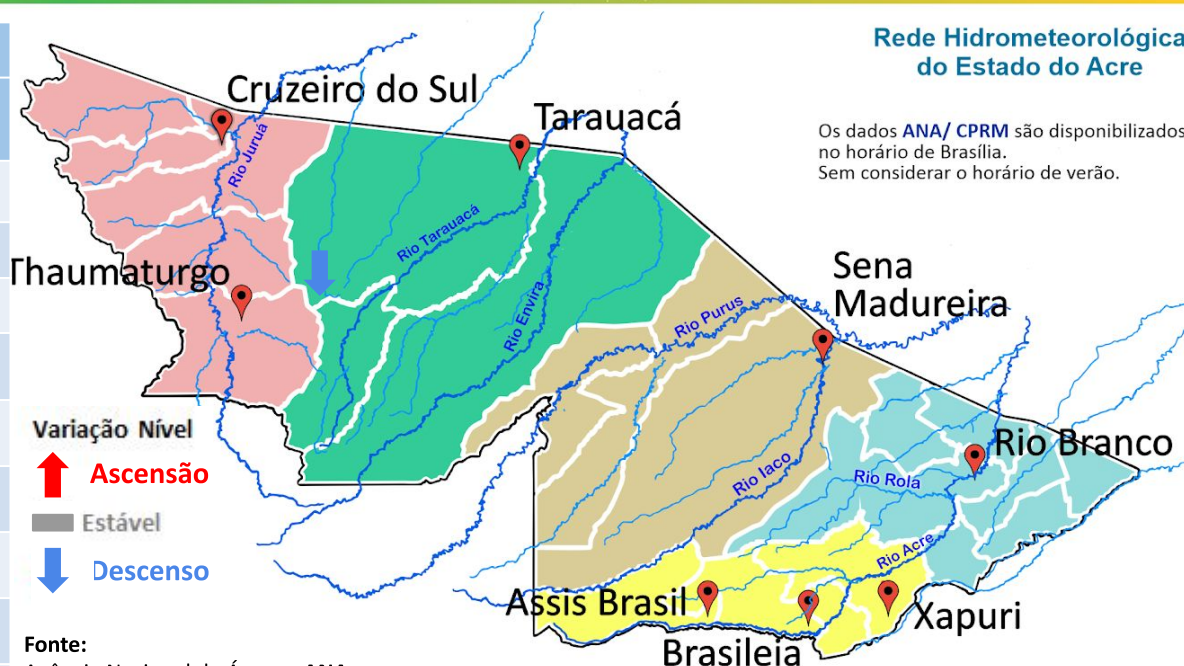 Rede Hidrometeorológica
do Estado do Acre
Cruzeiro do Sul
Tarauacá
Os dados ANA/ CPRM são disponibilizados
no horário de Brasília.
Sem considerar o horário de verão.
Rio Juruá
Rio Tarauacá
Thaumaturgo
Sena
Madureira
Rio Envira
Rio Purus
Variação Nível
Ascensão
Estável
Descenso
Rio Branco
Rio Iaco
Rio Rola
Rio Acre
Assis Brasil
Xapuri
Brasileia
Fonte: